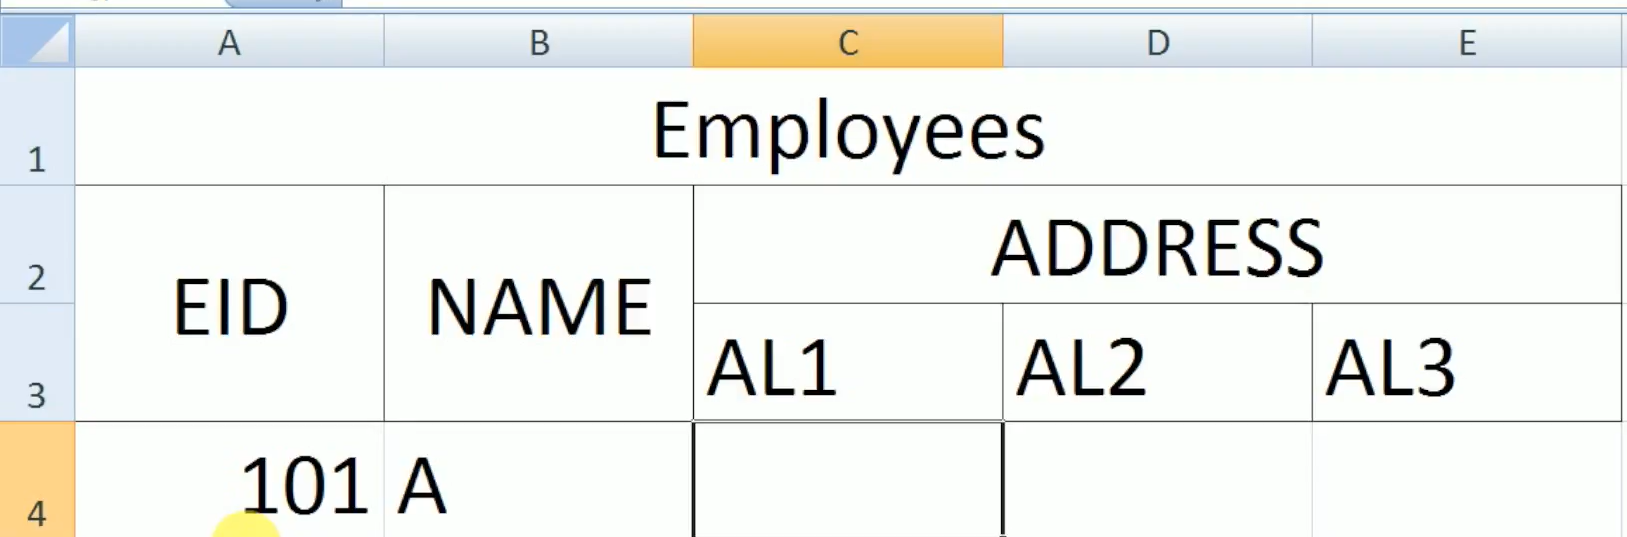 A B C D E
1 Employees
2 ADDRESS
EID NAME
3 AL1 AL2 AL3
4 101 A